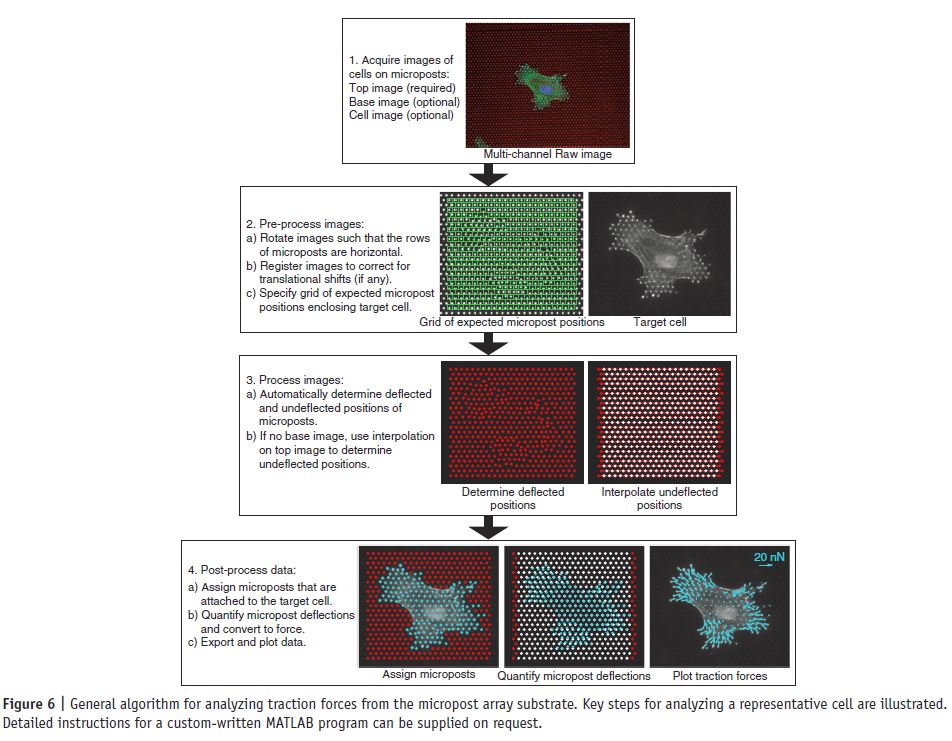 1. Acquire images of
cells on microposts:
Top image (required)
Base image (optional)
Cell image (optional)
Multi-channel Raw image
2. Pre-process images:
a) Rotate images such that the rows
of microposts are horizontal.
b) Register images to correct for
translational shifts (if any).
c) Specify grid of expected micropost
positions enclosing target cell.
Grid of expected micropost positions
Target cell
3. Process images:
a) Automatically determine deflected
and undeflected positions of
microposts.
b) If no base image, use interpolation
on top image to determine
undeflected positions.
Determine deflected
positions
Interpolate undeflected
positions
4. Post-process data:
a) Assign microposts that are
attached to the target cell.
b) Quantify micropost deflections
and convert to force.
c) Export and plot data.
20 nN
Assign microposts
Quantify micropost deflections
Plot traction forces
Figure 6 | General algorithm for analyzing traction forces from the micropost array substrate. Key steps for analyzing a representative cell are illustrated.
Detailed instructions for a custom-written MATLAB program can be supplied on request.